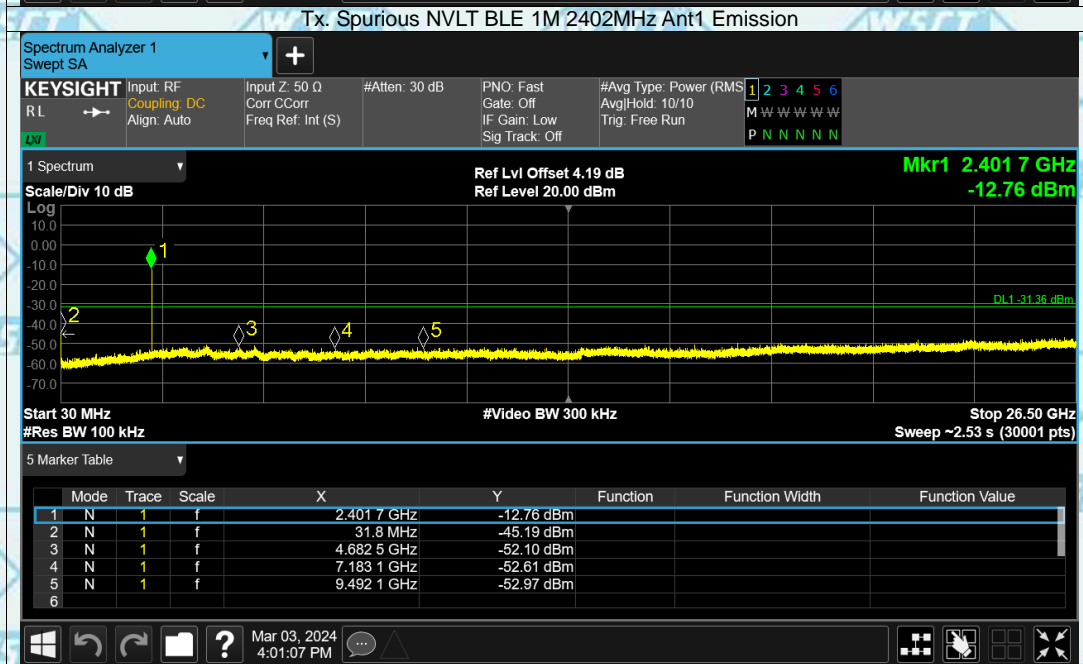 Tx. Spurious NVLT BLE 1M 2402MHz Ant1 Emission
Spectrum Analyzer 1
Swept SA
+
KEYSIGHT Input: RF Input Z: 50 Ω #Atten: 30 dB PNO: Fast #Avg Type: Power (RMS 1 2 3 4 5 6
RL Coupling: DC Corr CCorr Gate: Off Avg|Hold: 10/10 M W W W W W
Align: Auto Freq Ref: Int (S) IF Gain: Low Trig: Free Run
LXI Sig Track: Off P N N N N N
1 Spectrum Ref Lvl Offset 4.19 dB Mkr1 2.401 7 GHz
Scale/Div 10 dB Ref Level 20.00 dBm -12.76 dBm
Log
10.0
0.00
1
-10.0
-20.0
-30.0 DL1 -31.36 dBm
2
-40.0
3 4 5
-50.0
-60.0
-70.0
Start 30 MHz #Video BW 300 kHz Stop 26.50 GHz
#Res BW 100 kHz Sweep ~2.53 s (30001 pts)
5 Marker Table
Mode Trace Scale X Y Function Function Width Function Value
1 N 1 f 2.401 7 GHz -12.76 dBm
2 N 1 f 31.8 MHz -45.19 dBm
3 N 1 f 4.682 5 GHz -52.10 dBm
4 N 1 f 7.183 1 GHz -52.61 dBm
5 N 1 f 9.492 1 GHz -52.97 dBm
6
? Mar 03, 2024
4:01:07 PM